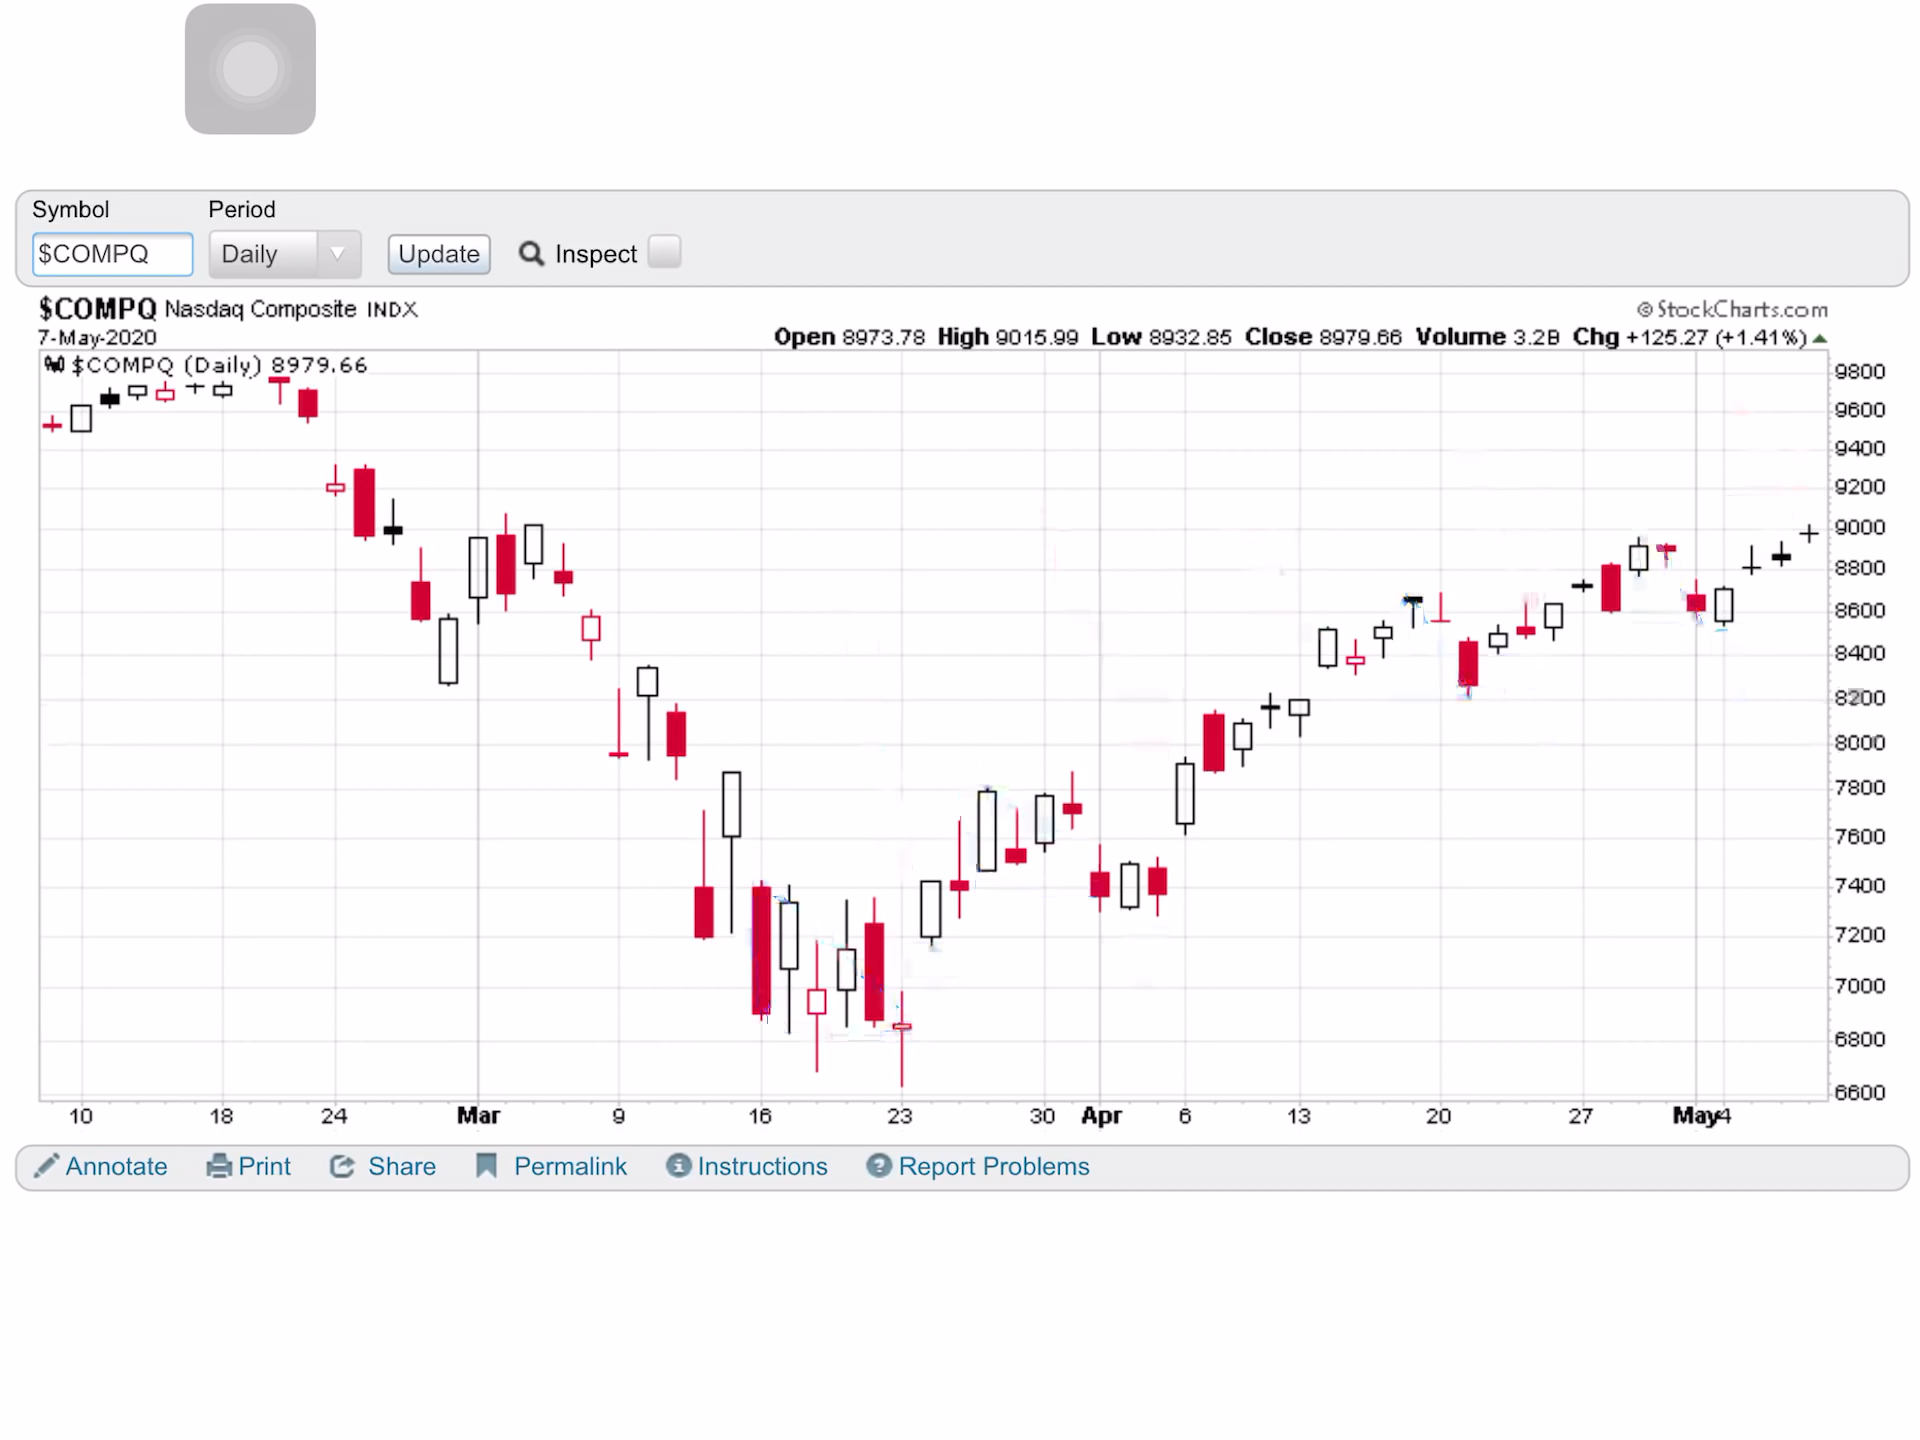 Symbol Period
$COMPQ Daily Update Inspect
$COMPQ Nasdaq Composite INDX © StockCharts.com
7-May-2020 Open 8973.78 High 9015.99 Low 8932.85 Close 8979.66 Volume 3.2B Chg +125.27 (+1.41%)
$COMPQ (Daily) 8979.66
9800
9600
9400
9200
9000
8800
8600
8400
8200
8000
7800
7600
7400
7200
7000
6800
6600
10 18 24 Mar 9 16 23 30 Apr 6 13 20 27 May 4
Annotate Print Share Permalink Instructions Report Problems